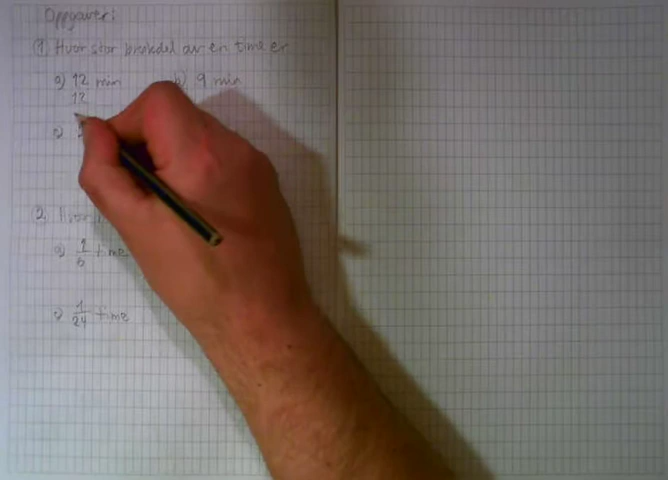 Oppgaver:
① Hvor stor brøkdel av en time er
a) 12 min b) 9 min
12
c)
② Hvor
a) 1/6 time
c) 1/24 time